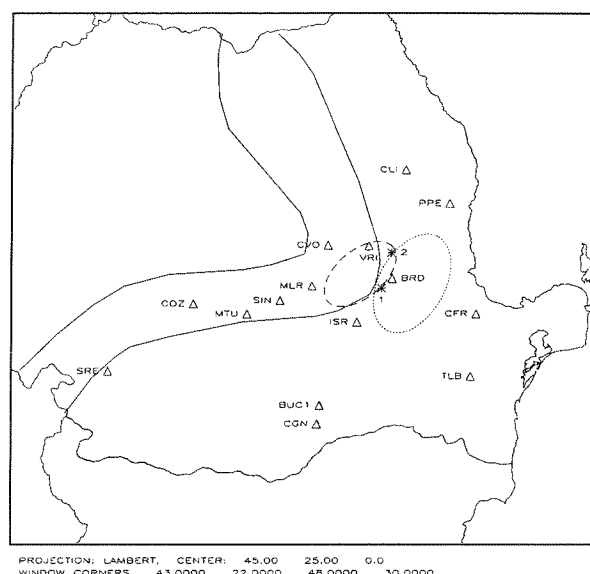 CLI
PPE
CVO
VRI
2
BRD
MLR
1
COZ
SIN
MTU
ISR
CFR
SRE
TLB
BUC1
CGN
PROJECTION: LAMBERT, CENTER: 45.00 25.00 0.0
WINDOW CORNERS 43.0000 22.0000 48.0000 30.0000